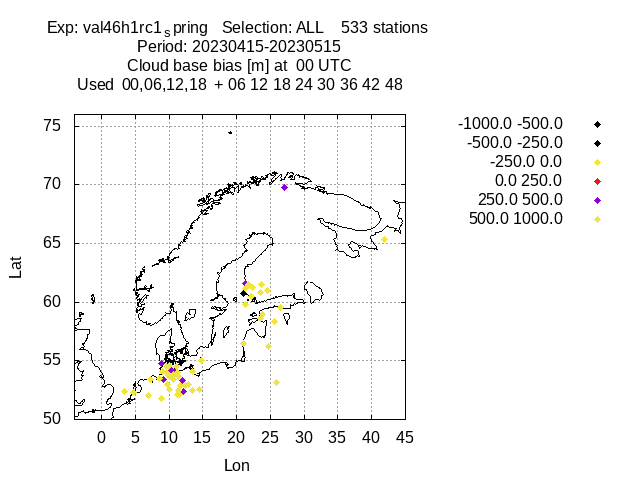 Exp: val46h1rc1spring Selection: ALL 533 stations
Period: 20230415-20230515
Cloud base bias [m] at 00 UTC
Used 00,06,12,18 + 06 12 18 24 30 36 42 48
-1000.0 -500.0
-500.0 -250.0
-250.0 0.0
0.0 250.0
250.0 500.0
500.0 1000.0
75
70
65
60
55
50
Lat
0 5 10 15 20 25 30 35 40 45
Lon